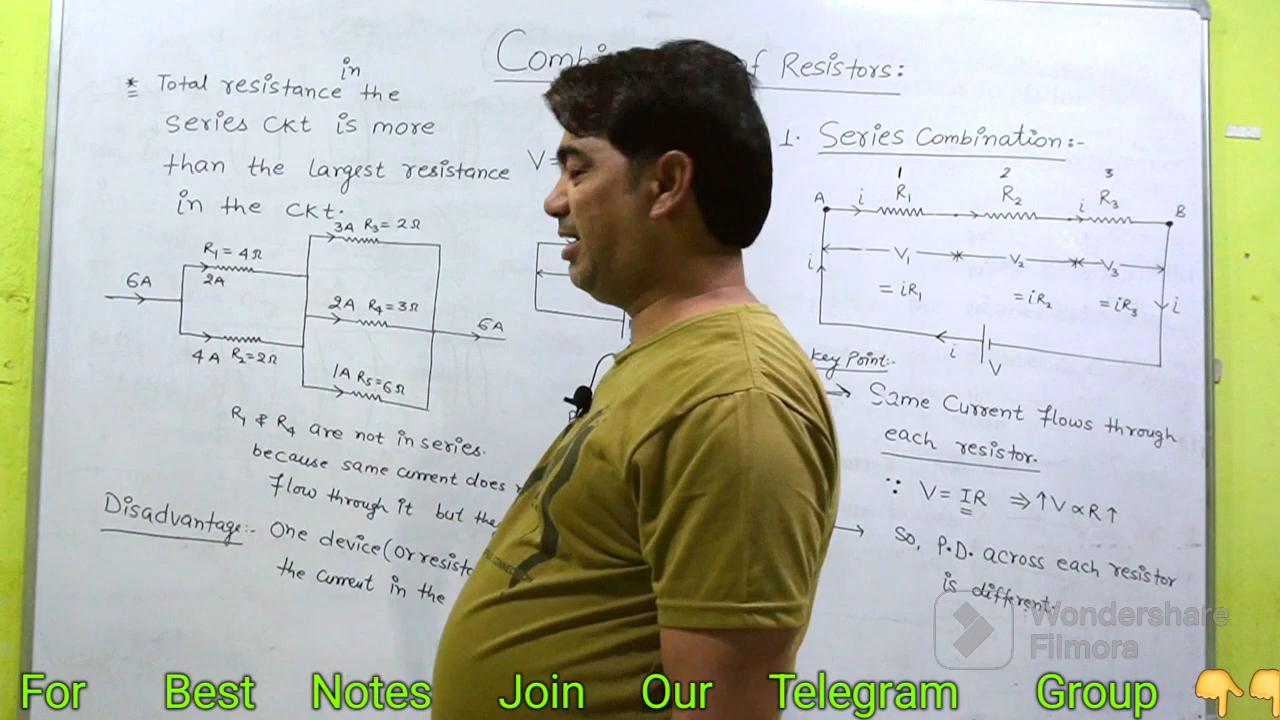 Combin f Resistors:
* Total resistance in the
series Ckt is more
than the largest resistance
in the CKt.
V=
6A
R₁ = 4Ω
2A
4A R₂=2Ω
3A R₃=2Ω
2A R₄=3Ω
1A R₅=6Ω
6A
R₁ & R₄ are not in series.
because same current does
flow through it but the
Disadvantage:- One device (or resist
the current in the
1. Series Combination:-
1 2 3
A i R₁ R₂ i R₃ B
i V₁ V₂ V₃
= iR₁ = iR₂ = iR₃ i
i V
Key Point:-
→ Same Current flows through
each resistor.
∵ V = IR ⇒ ↑V ∝ R↑
→ So, P.D. across each resistor
is different.
Wondershare
Filmora
For Best Notes Join Our Telegram Group 👇👇